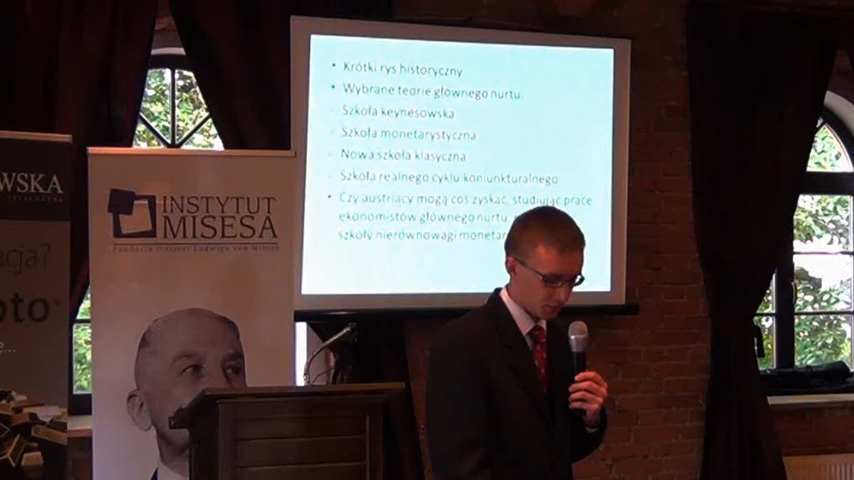 • Krótki rys historyczny
• Wybrane teorie głównego nurtu:
- Szkoła keynesowska
- Szkoła monetarystyczna
- Nowa szkoła klasyczna
- Szkoła realnego cyklu koniunkturalnego
• Czy austriacy mogą coś zyskać, studiując prace
ekonomistów głównego nurtu,
szkoły nierównowagi
WSKA
INSTYTUT
MISESA
Fundacja Instytut Ludwiga von Misesa
cja?
oto